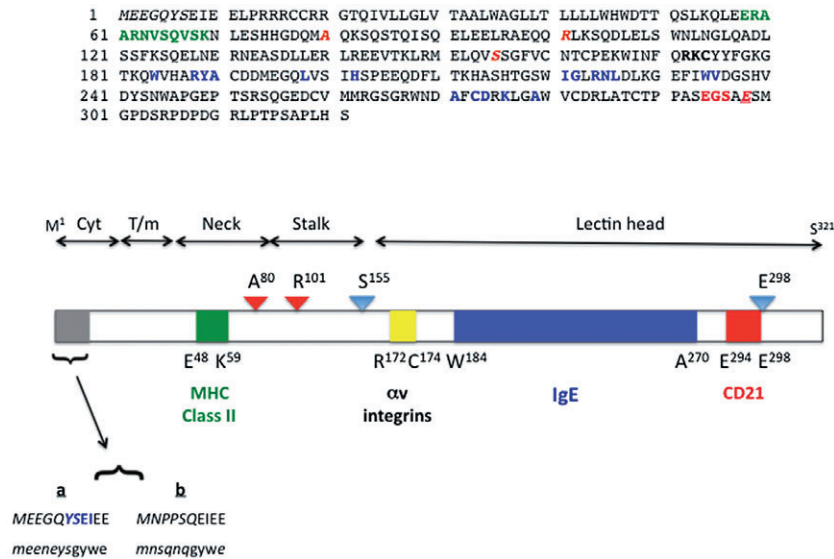 1 MEEGQYSEIE ELPRRRCCRR GTQIVLLGLV TAALWAGLLT LLLLWHWDTT QSLKQLEERA
61 ARNVSQVSKN LESHHGDQMA QKSQSTQISQ ELEELRAEQQ RLKSQDLELS WNLNGLQADL
121 SSFKSQELNE RNEASDLLER LREEVTKLRM ELQVSSGFVC NTCPEKWINF QRKCYYFGKG
181 TKQWVHARYA CDDMEGQLVS IHSPEEQDFL TKHASHTGSW IGLRNLDLKG EFIWVDGSHV
241 DYSNWAPGEP TSRSQGEDCV MMRGSGRWND AFCDRKLGAW VCDRLATCTP PASEGSAESM
301 GPDSRPDPDG RLPTPSAPLH S
M1 Cyt T/m Neck Stalk Lectin head S321
A80 R101 S155 E298
E48 K59 R172 C174 W184 A270 E294 E298
MHC Class II
αv integrins
IgE
CD21
a b
MEEGQYSEIEE MNPPSQEIEE
meeneysgywe mnsqnqgywe